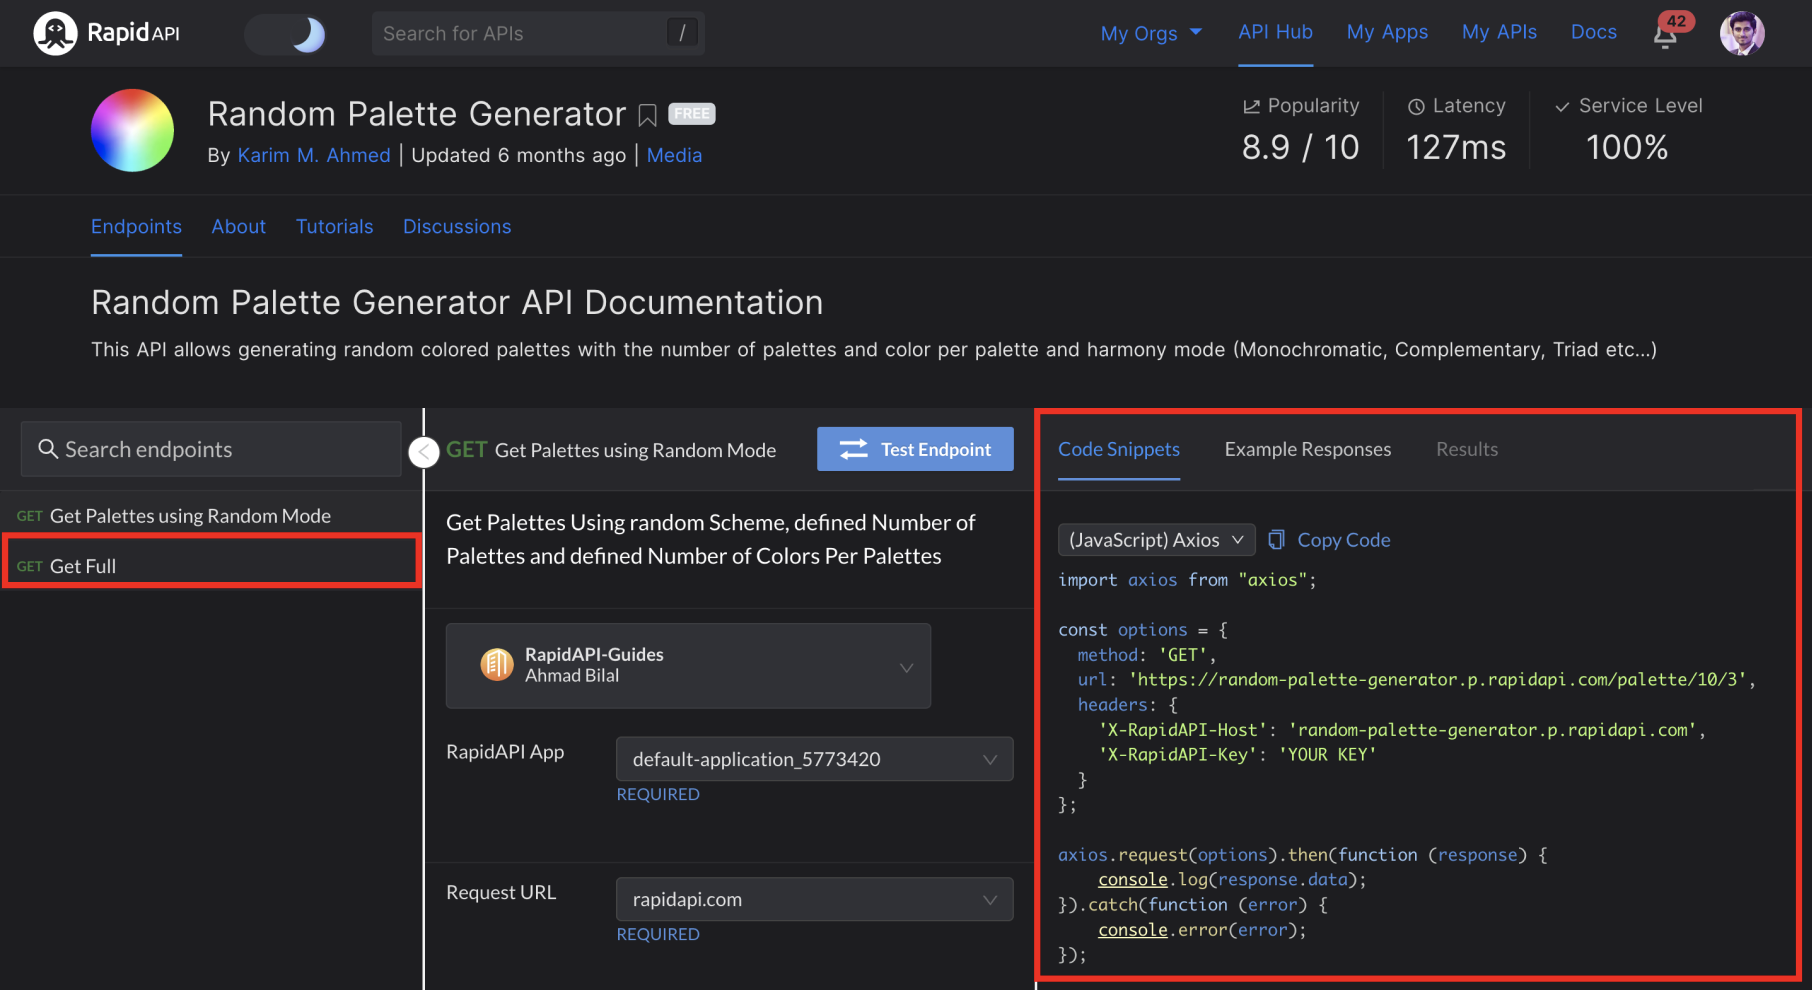 Rapid API
Search for APIs
/
My Orgs
API Hub
My Apps
My APIs
Docs
42
Random Palette Generator
FREE
By Karim M. Ahmed | Updated 6 months ago | Media
Popularity
8.9 / 10
Latency
127ms
Service Level
100%
Endpoints
About
Tutorials
Discussions
Random Palette Generator API Documentation
This API allows generating random colored palettes with the number of palettes and color per palette and harmony mode (Monochromatic, Complementary, Triad etc...)
Search endpoints
GET Get Palettes using Random Mode
GET Get Full
GET Get Palettes using Random Mode
Test Endpoint
Get Palettes Using random Scheme, defined Number of
Palettes and defined Number of Colors Per Palettes
RapidAPI-Guides
Ahmad Bilal
RapidAPI App
default-application_5773420
REQUIRED
Request URL
rapidapi.com
REQUIRED
Code Snippets
Example Responses
Results
(JavaScript) Axios
Copy Code
import axios from "axios";
const options = {
method: 'GET',
url: 'https://random-palette-generator.p.rapidapi.com/palette/10/3',
headers: {
'X-RapidAPI-Host': 'random-palette-generator.p.rapidapi.com',
'X-RapidAPI-Key': 'YOUR KEY'
}
};
axios.request(options).then(function (response) {
console.log(response.data);
}).catch(function (error) {
console.error(error);
});